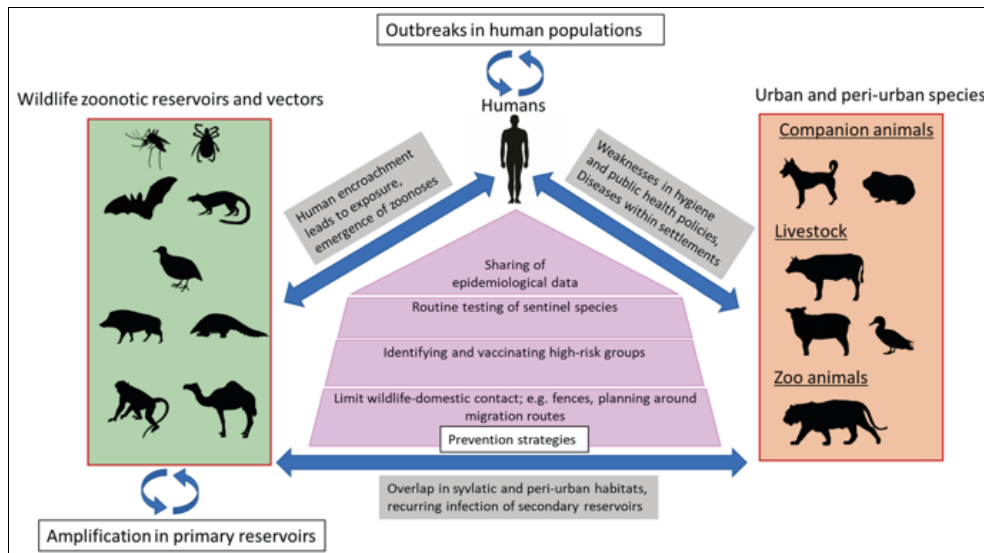 Outbreaks in human populations
Humans
Wildlife zoonotic reservoirs and vectors
Urban and peri-urban species
Companion animals
Livestock
Zoo animals
Human encroachment
leads to exposure,
emergence of zoonoses
Weaknesses in hygiene
and public health policies,
Diseases within settlements
Sharing of
epidemiological data
Routine testing of sentinel species
Identifying and vaccinating high-risk groups
Limit wildlife-domestic contact; e.g. fences, planning around
migration routes
Prevention strategies
Overlap in syvlatic and peri-urban habitats,
recurring infection of secondary reservoirs
Amplification in primary reservoirs